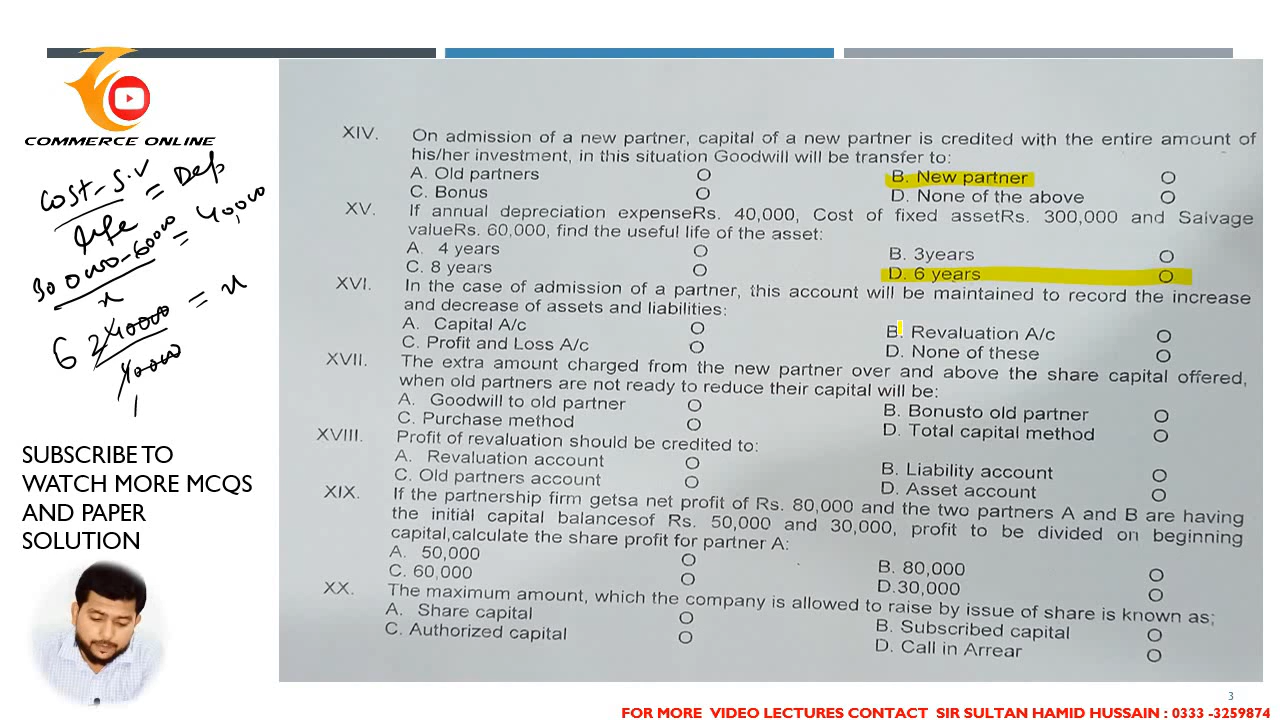 COMMERCE ONLINE
Cost - S.V = Dep
life
300000 - 60000 = 40,000
x
6 240000 = x
40000
1
SUBSCRIBE TO
WATCH MORE MCQS
AND PAPER
SOLUTION
XIV. On admission of a new partner, capital of a new partner is credited with the entire amount of
his/her investment, in this situation Goodwill will be transfer to:
A. Old partners O B. New partner O
C. Bonus O D. None of the above O
XV. If annual depreciation expenseRs. 40,000, Cost of fixed assetRs. 300,000 and Salvage
valueRs. 60,000, find the useful life of the asset:
A. 4 years O B. 3years O
C. 8 years O D. 6 years O
XVI. In the case of admission of a partner, this account will be maintained to record the increase
and decrease of assets and liabilities:
A. Capital A/c O B. Revaluation A/c O
C. Profit and Loss A/c O D. None of these O
XVII. The extra amount charged from the new partner over and above the share capital offered,
when old partners are not ready to reduce their capital will be:
A. Goodwill to old partner O B. Bonusto old partner O
C. Purchase method O D. Total capital method O
XVIII. Profit of revaluation should be credited to:
A. Revaluation account O B. Liability account O
C. Old partners account O D. Asset account O
XIX. If the partnership firm getsa net profit of Rs. 80,000 and the two partners A and B are having
the initial capital balancesof Rs. 50,000 and 30,000, profit to be divided on beginning
capital,calculate the share profit for partner A:
A. 50,000 O B. 80,000 O
C. 60,000 O D.30,000 O
XX. The maximum amount, which the company is allowed to raise by issue of share is known as;
A. Share capital O B. Subscribed capital O
C. Authorized capital O D. Call in Arrear O
3
FOR MORE VIDEO LECTURES CONTACT SIR SULTAN HAMID HUSSAIN : 0333 -3259874